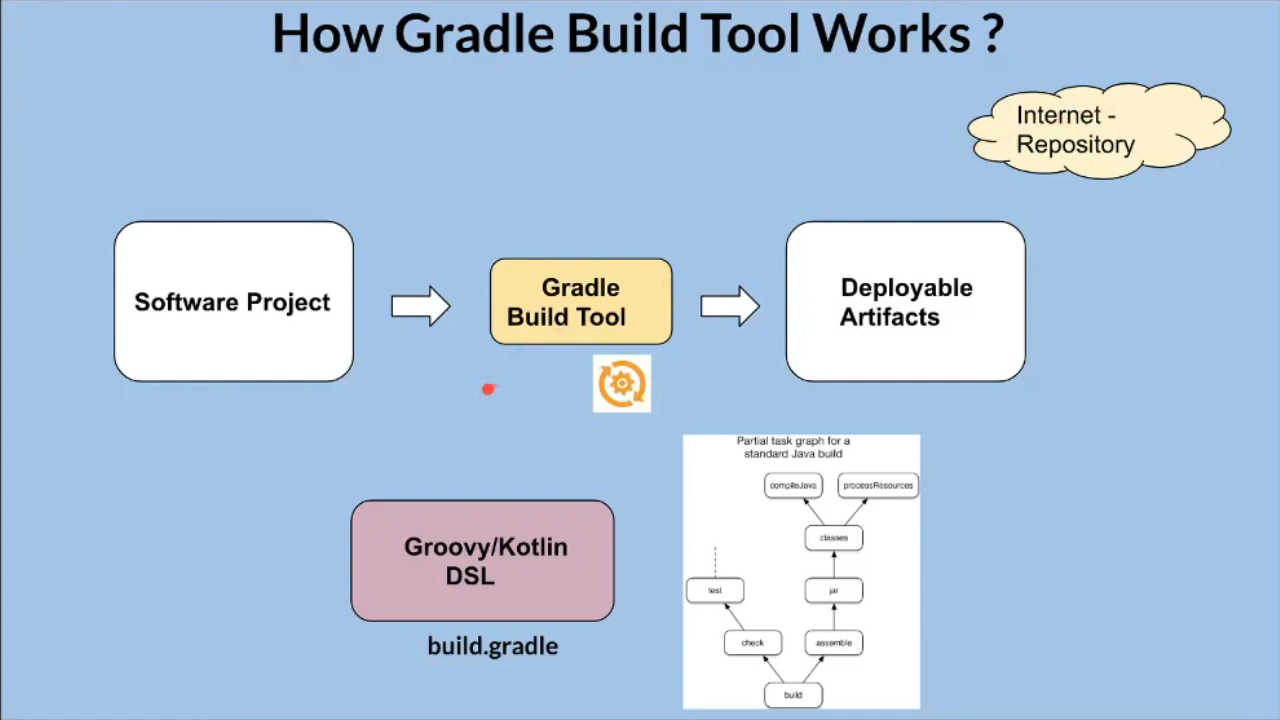 How Gradle Build Tool Works ?
Internet -
Repository
Software Project
Gradle
Build Tool
Deployable
Artifacts
Groovy/Kotlin
DSL
build.gradle
Partial task graph for a
standard Java build
compileJava
processResources
classes
test
jar
check
assemble
build